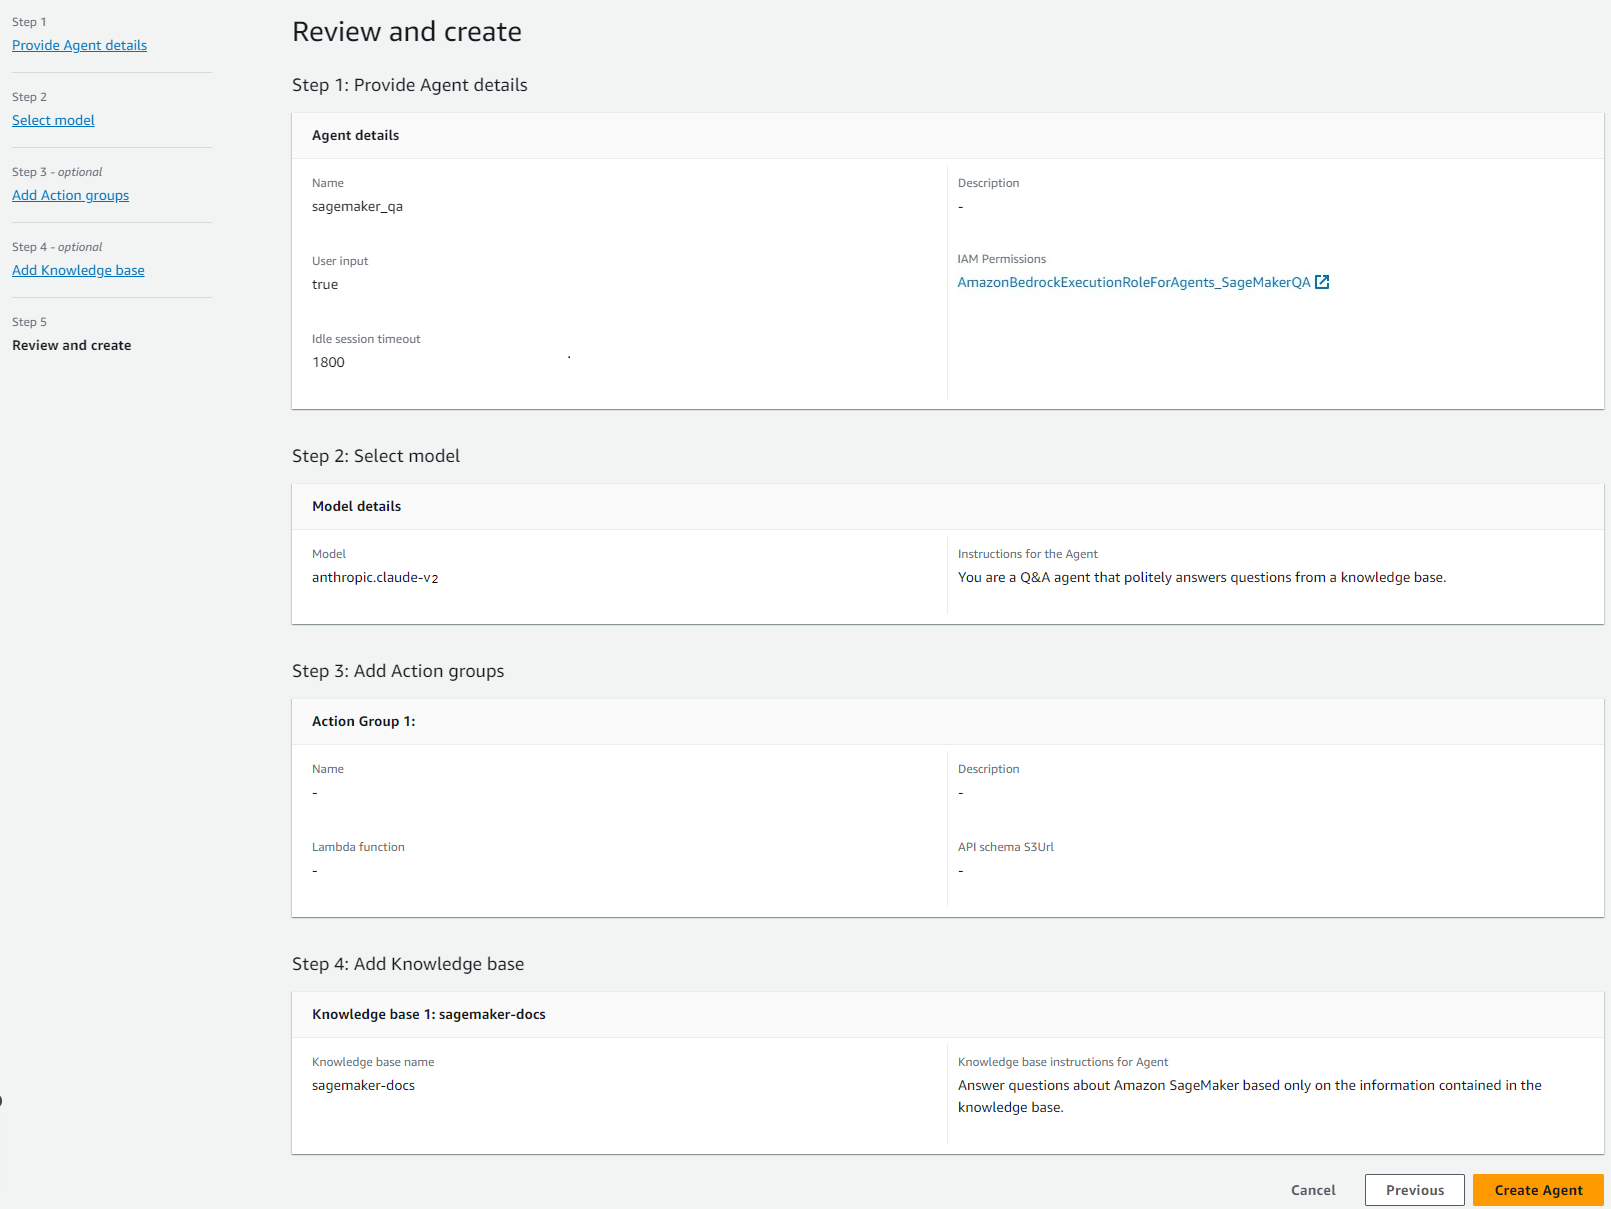 Step 1
Provide Agent details
Step 2
Select model
Step 3 - optional
Add Action groups
Step 4 - optional
Add Knowledge base
Step 5
Review and create
Review and create
Step 1: Provide Agent details
Agent details
Name
sagemaker_qa
User input
true
Idle session timeout
1800
Description
-
IAM Permissions
AmazonBedrockExecutionRoleForAgents_SageMakerQA
Step 2: Select model
Model details
Model
anthropic.claude-v2
Instructions for the Agent
You are a Q&A agent that politely answers questions from a knowledge base.
Step 3: Add Action groups
Action Group 1:
Name
-
Lambda function
-
Description
-
API schema S3Url
-
Step 4: Add Knowledge base
Knowledge base 1: sagemaker-docs
Knowledge base name
sagemaker-docs
Knowledge base instructions for Agent
Answer questions about Amazon SageMaker based only on the information contained in the
knowledge base.
Cancel
Previous
Create Agent